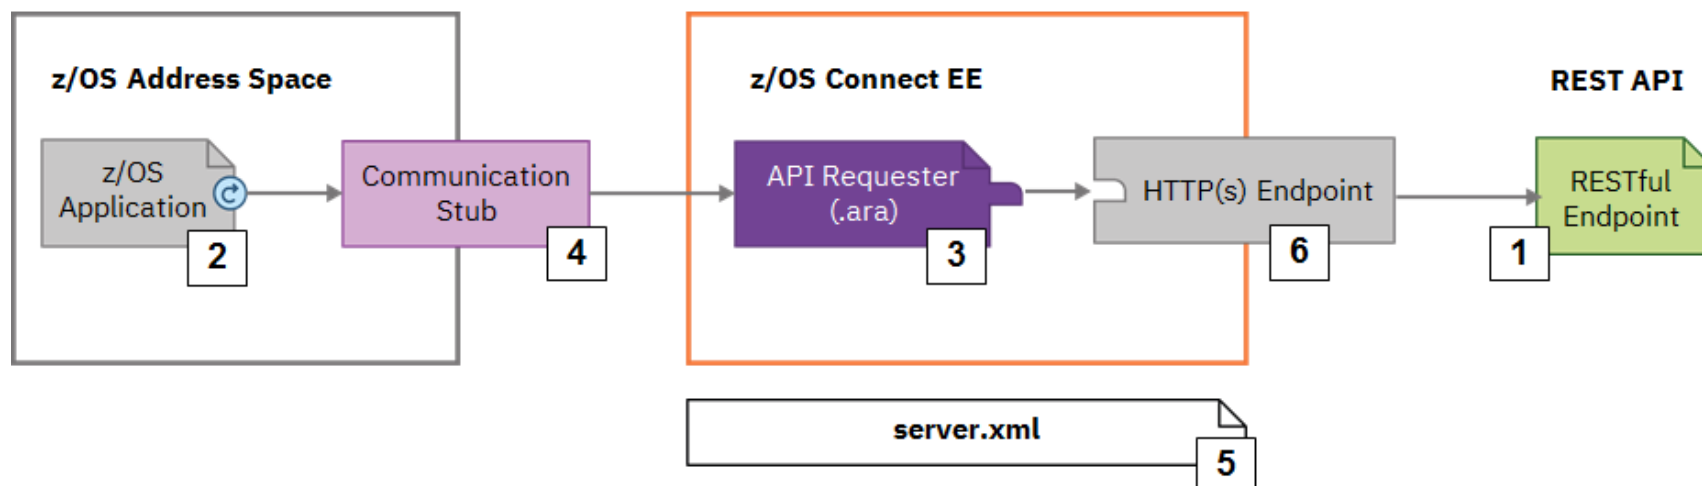 z/OS Address Space
z/OS Connect EE
REST API
z/OS
Application
2
Communication
Stub
4
API Requester
(.ara)
3
HTTP(s) Endpoint
6
RESTful
Endpoint
1
server.xml
5